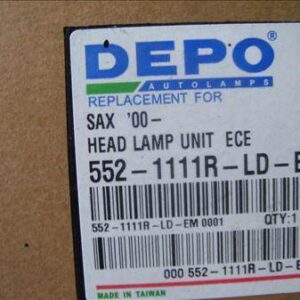 DEPO
AUTOLAMPS
REPLACEMENT FOR
SAX '00-
HEAD LAMP UNIT ECE
552-1111R-LD-E
552-1111R-LD-EM 0001 QTY:1
000 552-1111R-LD-E
MADE IN TAIWAN